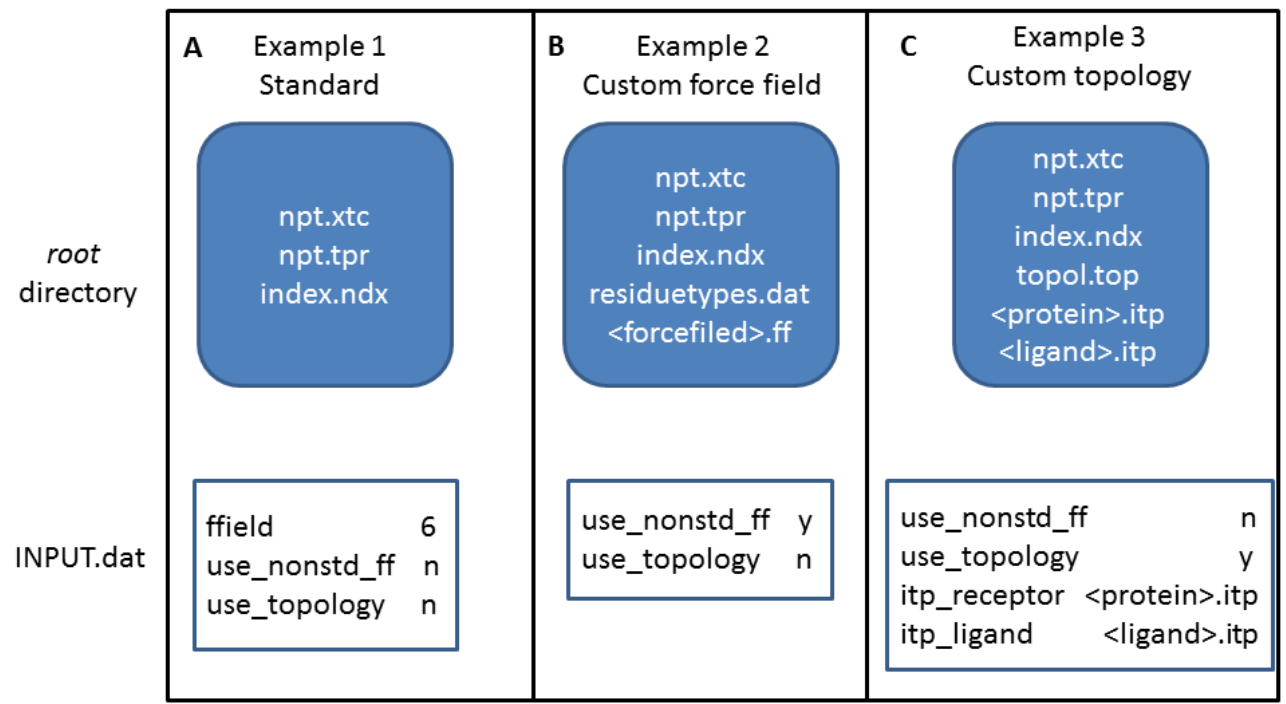 A
Example 1
Standard
B
Example 2
Custom force field
C
Example 3
Custom topology
root
directory
npt.xtc
npt.tpr
index.ndx
npt.xtc
npt.tpr
index.ndx
residuetypes.dat
<forcefiled>.ff
npt.xtc
npt.tpr
index.ndx
topol.top
<protein>.itp
<ligand>.itp
INPUT.dat
ffield 6
use_nonstd_ff n
use_topology n
use_nonstd_ff y
use_topology n
use_nonstd_ff n
use_topology y
itp_receptor <protein>.itp
itp_ligand <ligand>.itp